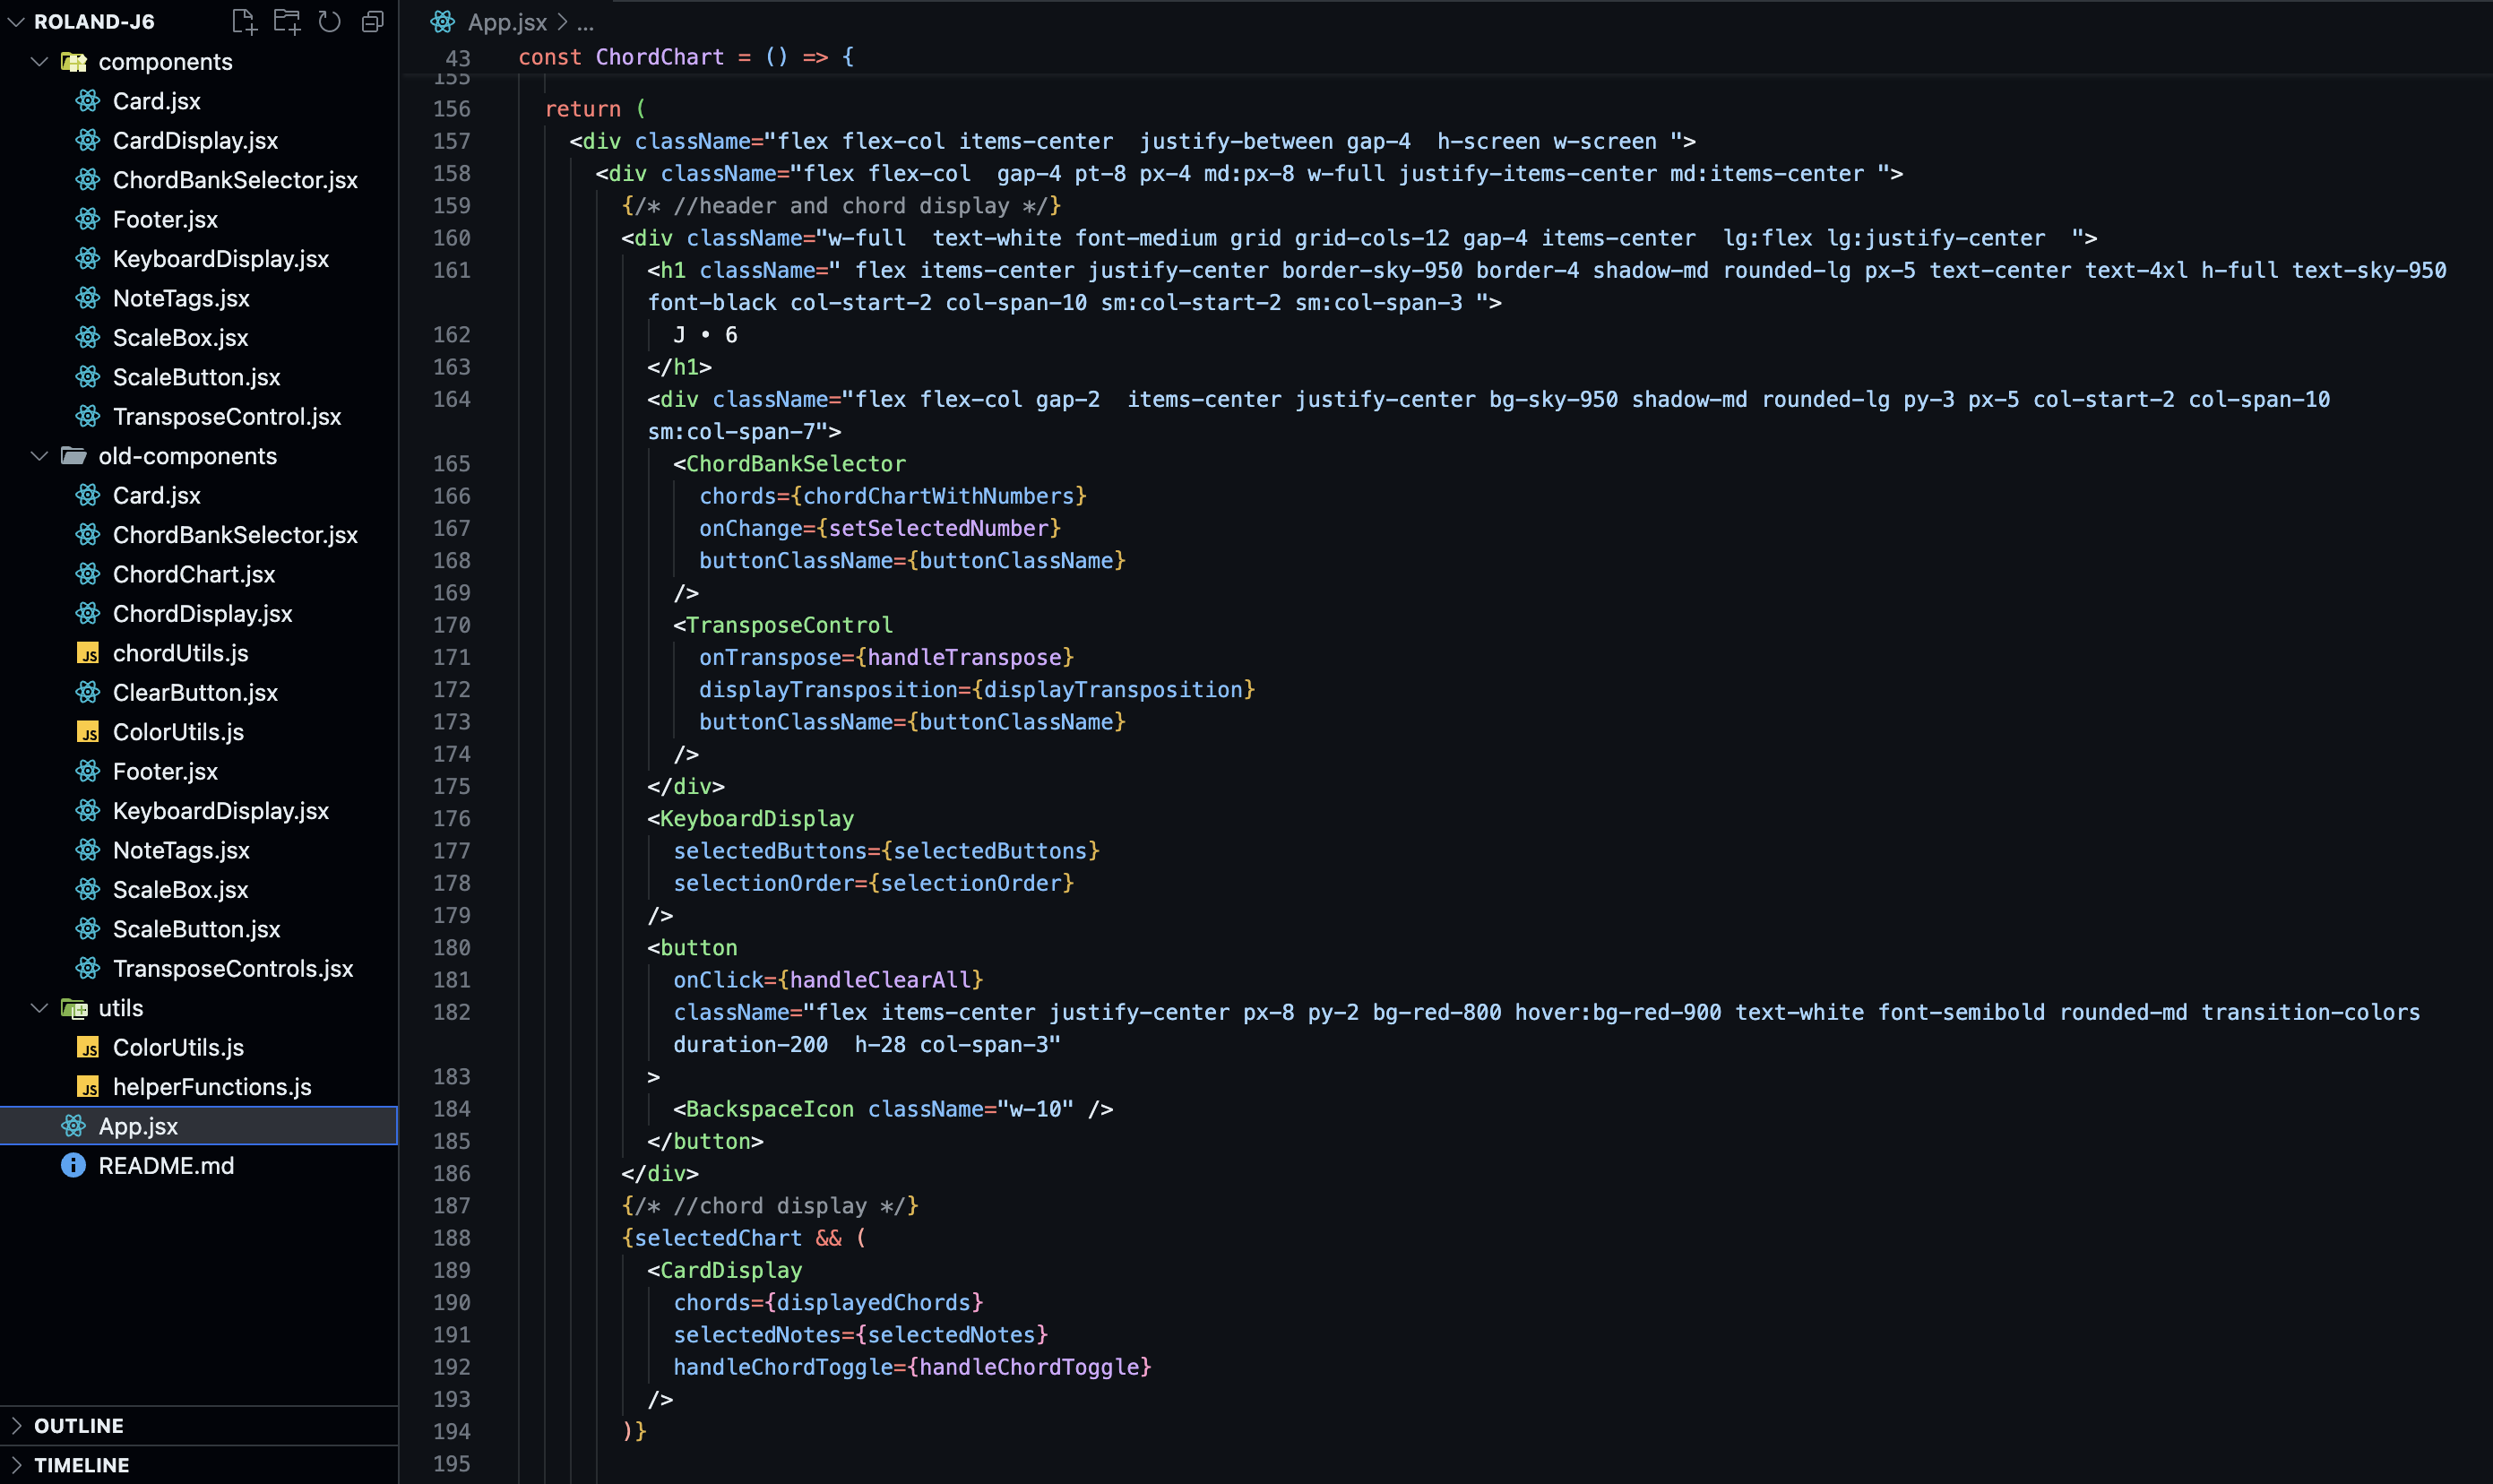 ROLAND-J6
components
Card.jsx
CardDisplay.jsx
ChordBankSelector.jsx
Footer.jsx
KeyboardDisplay.jsx
NoteTags.jsx
ScaleBox.jsx
ScaleButton.jsx
TransposeControl.jsx
old-components
Card.jsx
ChordBankSelector.jsx
ChordChart.jsx
ChordDisplay.jsx
JS chordUtils.js
ClearButton.jsx
JS ColorUtils.js
Footer.jsx
KeyboardDisplay.jsx
NoteTags.jsx
ScaleBox.jsx
ScaleButton.jsx
TransposeControls.jsx
utils
JS ColorUtils.js
JS helperFunctions.js
App.jsx
README.md
OUTLINE
TIMELINE
App.jsx > ...
43 const ChordChart = () => {
155
156 return (
157 <div className="flex flex-col items-center  justify-between gap-4  h-screen w-screen ">
158 <div className="flex flex-col  gap-4 pt-8 px-4 md:px-8 w-full justify-items-center md:items-center ">
159 {/* //header and chord display */}
160 <div className="w-full  text-white font-medium grid grid-cols-12 gap-4 items-center  lg:flex lg:justify-center  ">
161 <h1 className=" flex items-center justify-center border-sky-950 border-4 shadow-md rounded-lg px-5 text-center text-4xl h-full text-sky-950
font-black col-start-2 col-span-10 sm:col-start-2 sm:col-span-3 ">
162 J • 6
163 </h1>
164 <div className="flex flex-col gap-2  items-center justify-center bg-sky-950 shadow-md rounded-lg py-3 px-5 col-start-2 col-span-10
sm:col-span-7">
165 <ChordBankSelector
166 chords={chordChartWithNumbers}
167 onChange={setSelectedNumber}
168 buttonClassName={buttonClassName}
169 />
170 <TransposeControl
171 onTranspose={handleTranspose}
172 displayTransposition={displayTransposition}
173 buttonClassName={buttonClassName}
174 />
175 </div>
176 <KeyboardDisplay
177 selectedButtons={selectedButtons}
178 selectionOrder={selectionOrder}
179 />
180 <button
181 onClick={handleClearAll}
182 className="flex items-center justify-center px-8 py-2 bg-red-800 hover:bg-red-900 text-white font-semibold rounded-md transition-colors
duration-200  h-28 col-span-3"
183 >
184 <BackspaceIcon className="w-10" />
185 </button>
186 </div>
187 {/* //chord display */}
188 {selectedChart && (
189 <CardDisplay
190 chords={displayedChords}
191 selectedNotes={selectedNotes}
192 handleChordToggle={handleChordToggle}
193 />
194 )}
195